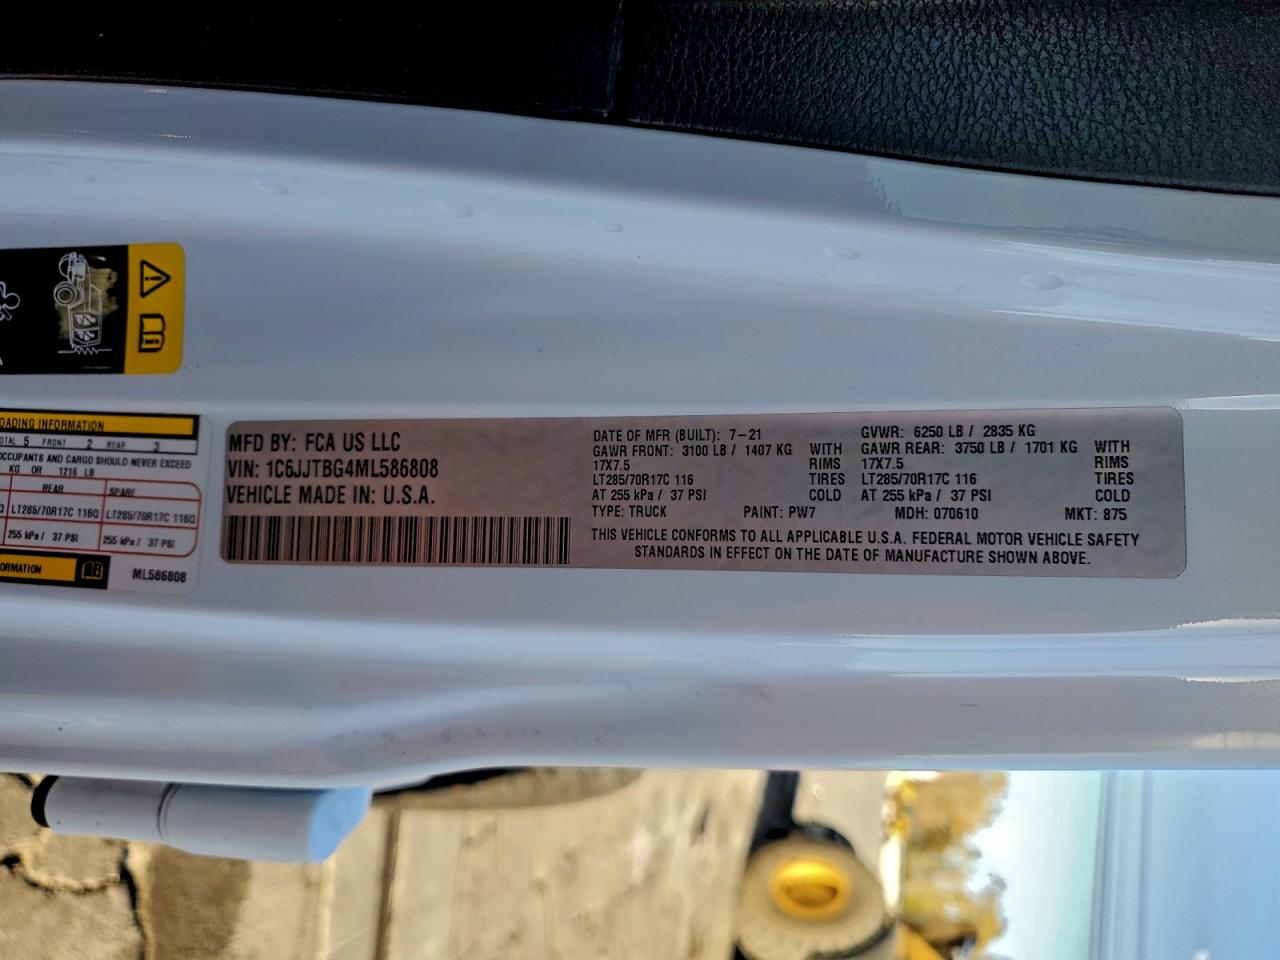 OADING INFORMATION
OTAL 5 FRONT 2 REAR 3
OCCUPANTS AND CARGO SHOULD NEVER EXCEED
KG OR 1216 LB
REAR SPARE
Q LT285/70R17C 116Q LT285/70R17C 116Q
255 kPa / 37 PSI 255 kPa / 37 PSI
ORMATION
ML586808
MFD BY: FCA US LLC
VIN: 1C6JJTBG4ML586808
VEHICLE MADE IN: U.S.A.
DATE OF MFR (BUILT): 7-21
GAWR FRONT: 3100 LB / 1407 KG WITH
17X7.5 RIMS
LT285/70R17C 116 TIRES
AT 255 kPa / 37 PSI COLD
GVWR: 6250 LB / 2835 KG
GAWR REAR: 3750 LB / 1701 KG WITH
17X7.5 RIMS
LT285/70R17C 116 TIRES
AT 255 kPa / 37 PSI COLD
TYPE: TRUCK PAINT: PW7 MDH: 070610 MKT: 875
THIS VEHICLE CONFORMS TO ALL APPLICABLE U.S.A. FEDERAL MOTOR VEHICLE SAFETY
STANDARDS IN EFFECT ON THE DATE OF MANUFACTURE SHOWN ABOVE.